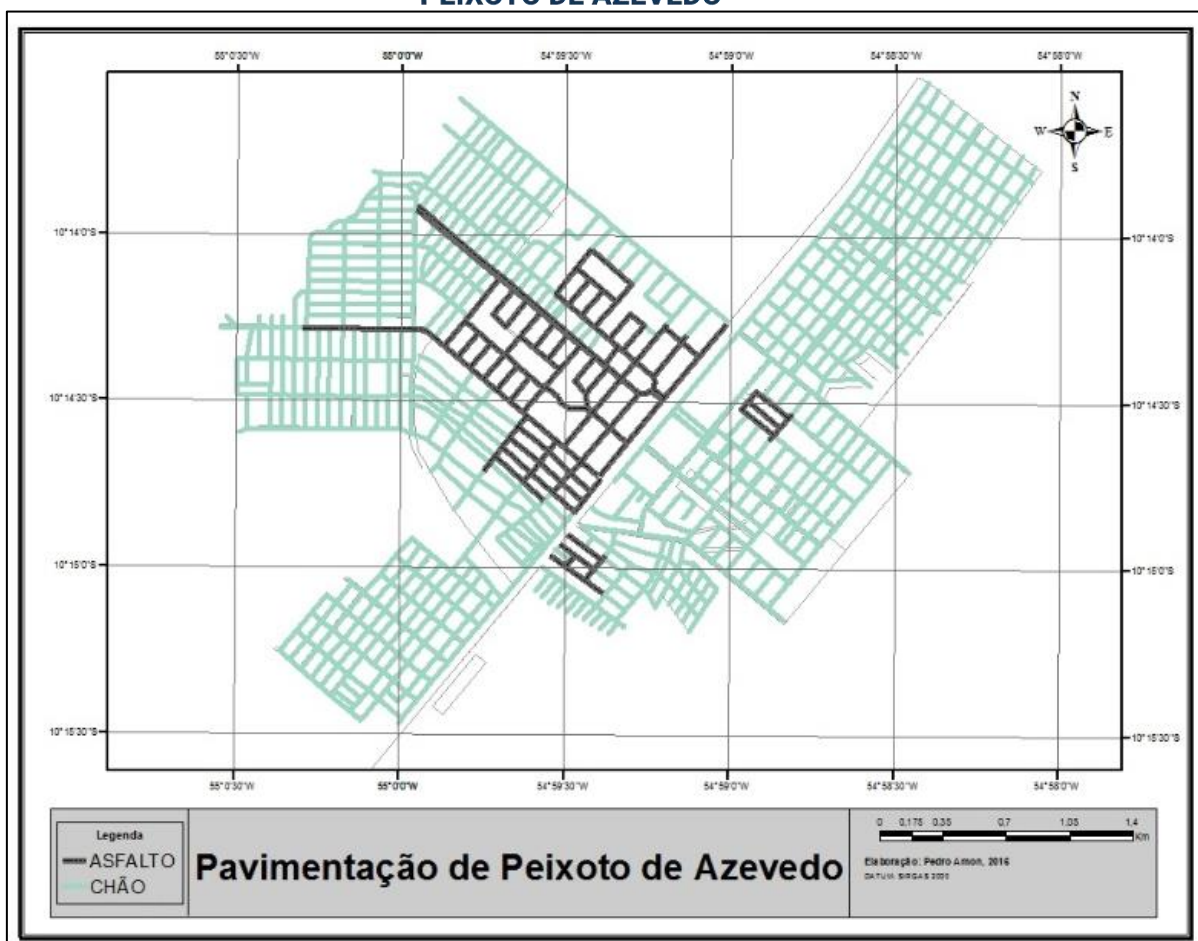 PEIXOTO DE AZEVEDO
55°0'30"W 55°0'0"W 54°59'30"W 54°59'0"W 54°58'30"W 54°58'0"W
N
W E
S
10°14'0"S 10°14'0"S
10°14'30"S 10°14'30"S
10°15'0"S 10°15'0"S
10°15'30"S 10°15'30"S
55°0'30"W 55°0'0"W 54°59'30"W 54°59'0"W 54°58'30"W 54°58'0"W
Legenda
ASFALTO
CHÃO
Pavimentação de Peixoto de Azevedo
0 0,175 0,35 0,7 1,05 1,4
Km
Elaboração: Pedro Amon, 2016
DATUM SIRGAS 2000